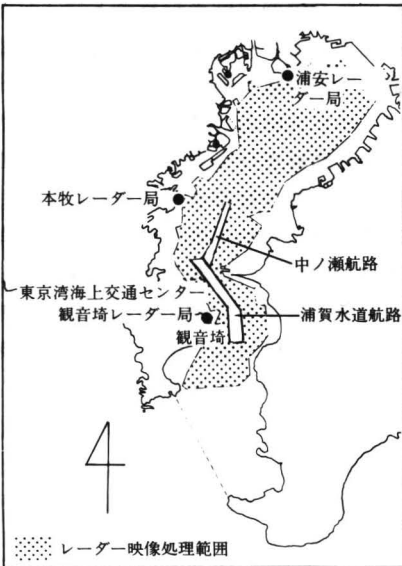 浦安レー
ダー局
本牧レーダー局
中ノ瀬航路
東京湾海上交通センター
観音埼レーダー局
観音埼
浦賀水道航路
レーダー映像処理範囲